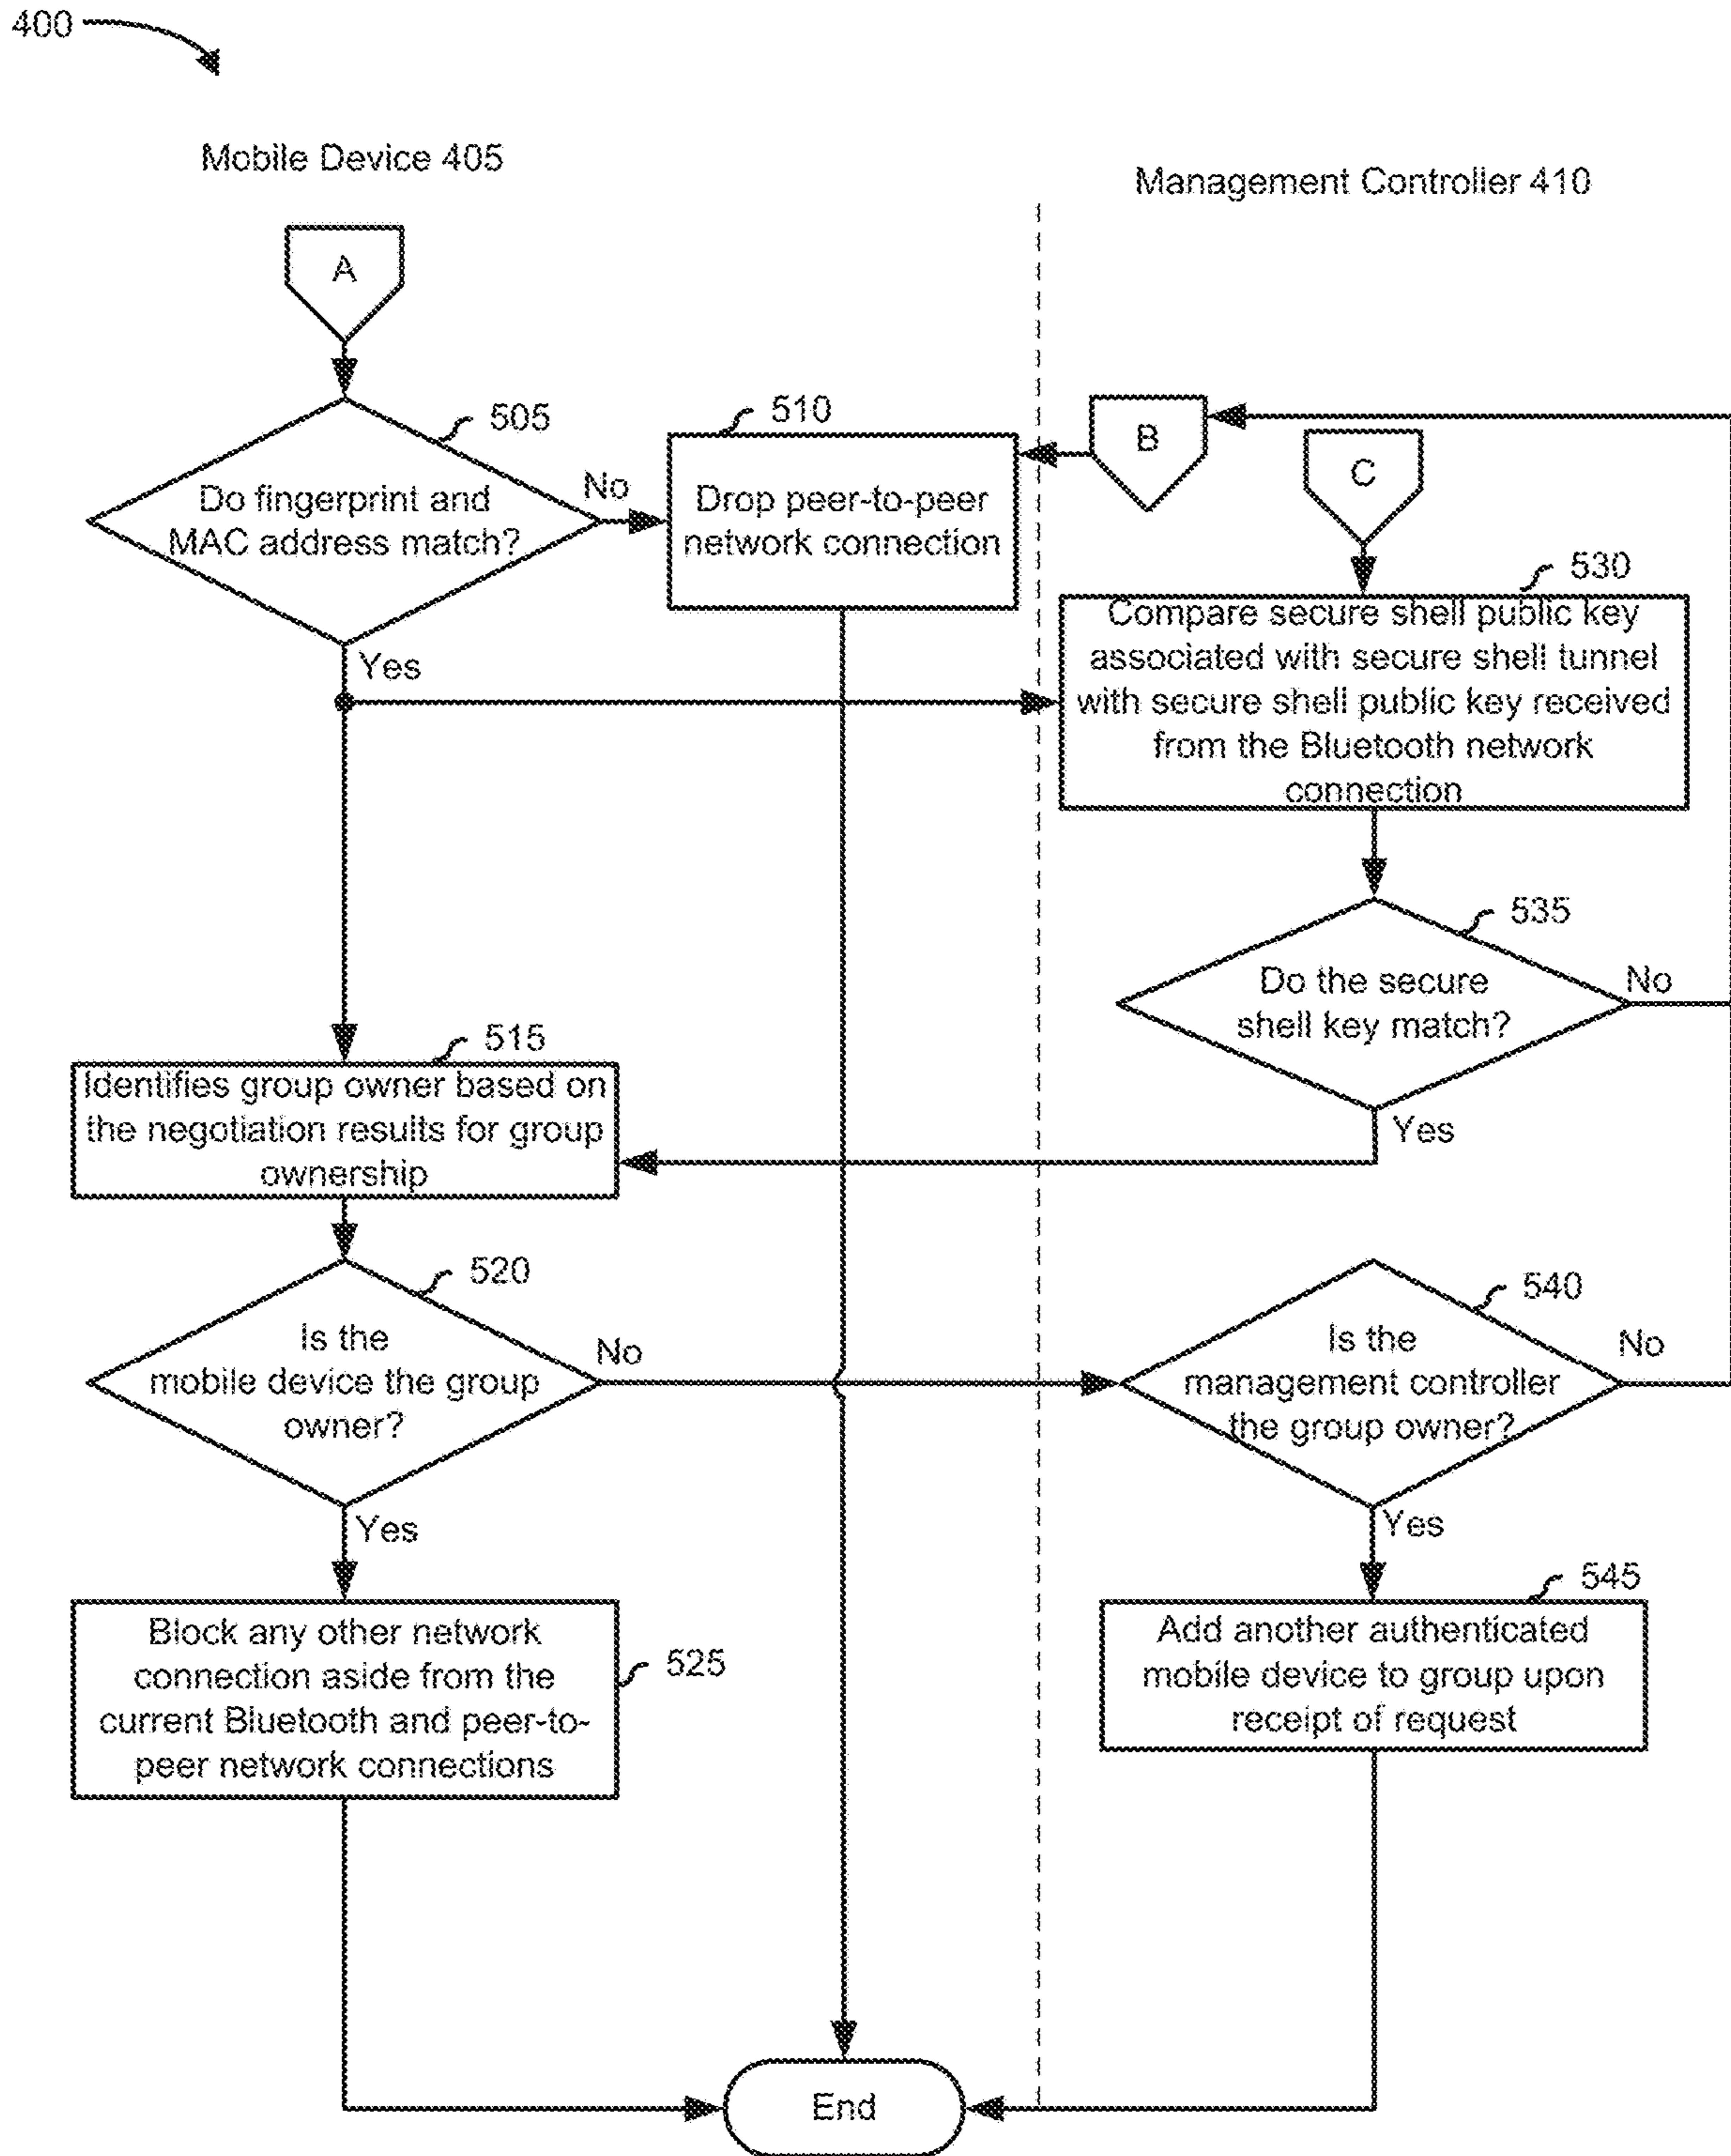 400
Mobile Device 405
Management Controller 410
A
505
Do fingerprint and
MAC address match?
No
Yes
510
Drop peer-to-peer
network connection
B
C
530
Compare secure shell public key
associated with secure shell tunnel
with secure shell public key received
from the Bluetooth network
connection
535
Do the secure
shell key match?
No
Yes
515
Identifies group owner based on
the negotiation results for group
ownership
520
Is the
mobile device the group
owner?
No
Yes
540
Is the
management controller
the group owner?
No
Yes
525
Block any other network
connection aside from the
current Bluetooth and peer-to-
peer network connections
545
Add another authenticated
mobile device to group upon
receipt of request
End